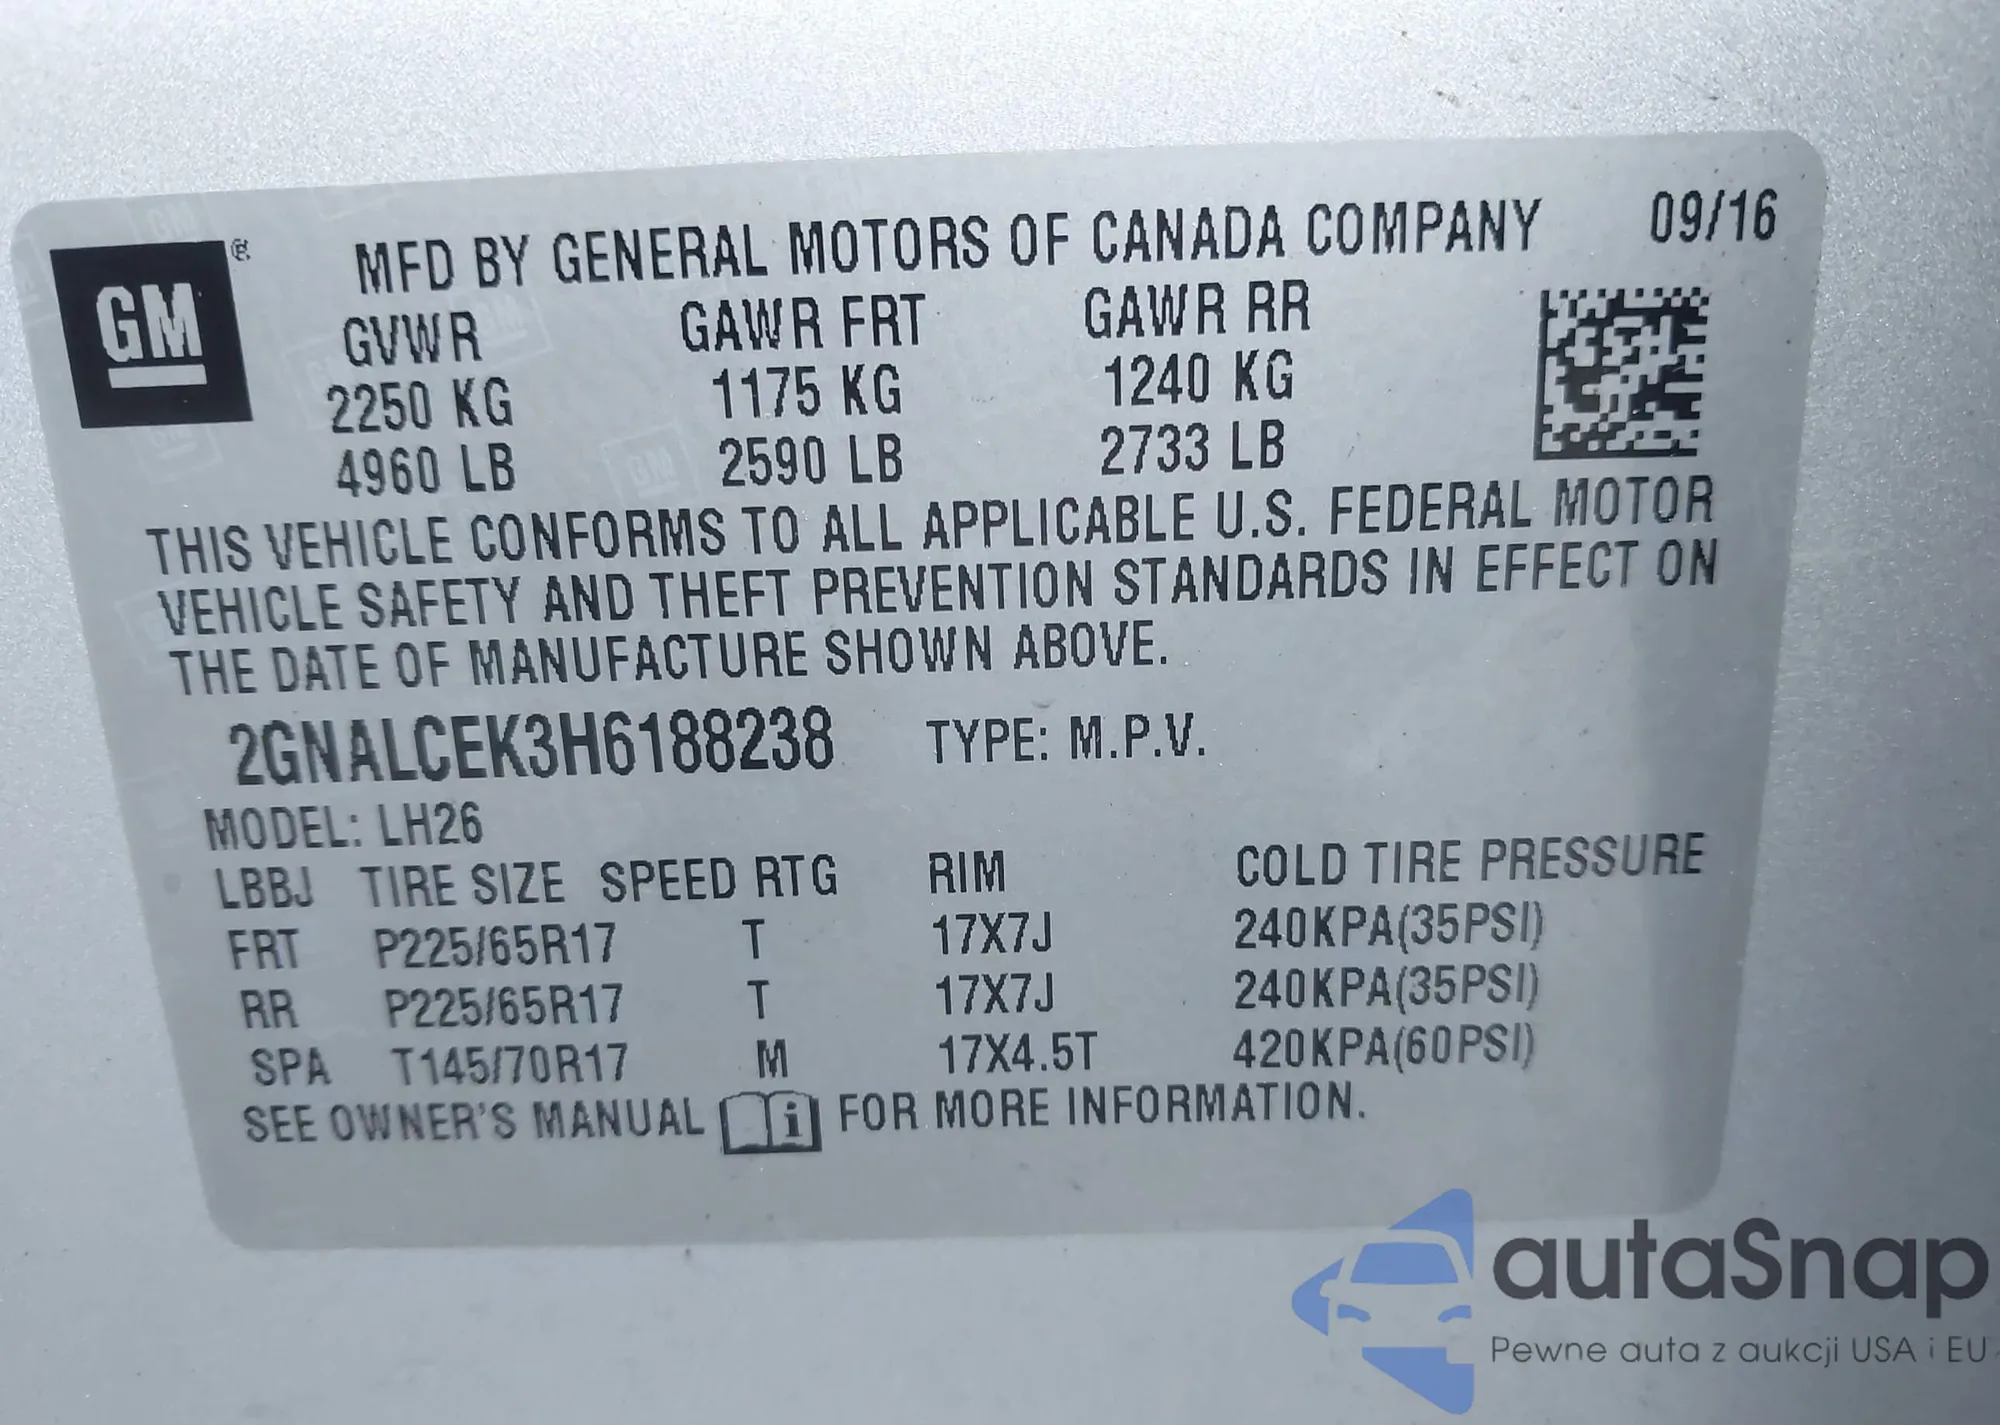 GM ®
MFD BY GENERAL MOTORS OF CANADA COMPANY 09/16
GVWR GAWR FRT GAWR RR
2250 KG 1175 KG 1240 KG
4960 LB 2590 LB 2733 LB
THIS VEHICLE CONFORMS TO ALL APPLICABLE U.S. FEDERAL MOTOR
VEHICLE SAFETY AND THEFT PREVENTION STANDARDS IN EFFECT ON
THE DATE OF MANUFACTURE SHOWN ABOVE.
2GNALCEK3H6188238 TYPE: M.P.V.
MODEL: LH26
LBBJ TIRE SIZE SPEED RTG RIM COLD TIRE PRESSURE
FRT P225/65R17 T 17X7J 240KPA(35PSI)
RR P225/65R17 T 17X7J 240KPA(35PSI)
SPA T145/70R17 M 17X4.5T 420KPA(60PSI)
SEE OWNER'S MANUAL i FOR MORE INFORMATION.
autaSnap
Pewne auta z aukcji USA i EU